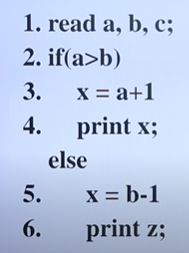 1. read a, b, c;
2. if(a>b)
3. x = a+1
4. print x;
else
5. x = b-1
6. print z;